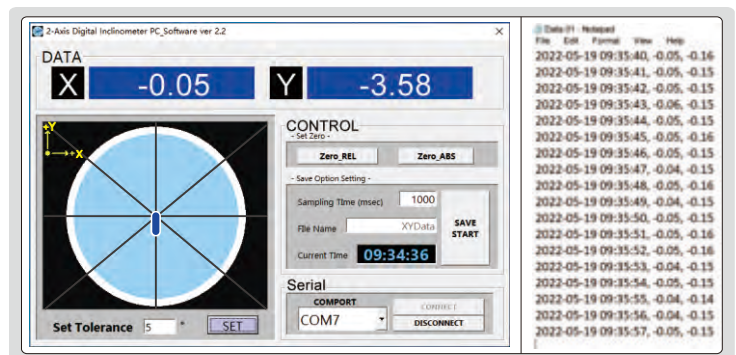 2-Axis Digital Inclinometer PC_Software ver 2.2
DATA
X -0.05 Y -3.58
+Y
+X
Set Tolerance 5 ° SET
CONTROL
- Set Zero -
Zero_REL Zero_ABS
- Save Option Setting -
Sampling Time (msec) 1000
File Name XYData
Current Time 09:34:36
SAVE
START
Serial
COMPORT
COM7
CONNECT
DISCONNECT
Data 01 - Notepad
File Edit Format View Help
2022-05-19 09:35:40, -0.05, -0.16
2022-05-19 09:35:41, -0.05, -0.15
2022-05-19 09:35:42, -0.05, -0.15
2022-05-19 09:35:43, -0.06, -0.15
2022-05-19 09:35:44, -0.05, -0.15
2022-05-19 09:35:45, -0.05, -0.16
2022-05-19 09:35:46, -0.05, -0.15
2022-05-19 09:35:47, -0.04, -0.15
2022-05-19 09:35:48, -0.05, -0.16
2022-05-19 09:35:49, -0.04, -0.15
2022-05-19 09:35:50, -0.05, -0.15
2022-05-19 09:35:51, -0.05, -0.16
2022-05-19 09:35:52, -0.05, -0.16
2022-05-19 09:35:53, -0.04, -0.15
2022-05-19 09:35:54, -0.05, -0.15
2022-05-19 09:35:55, -0.04, -0.14
2022-05-19 09:35:56, -0.04, -0.15
2022-05-19 09:35:57, -0.05, -0.15